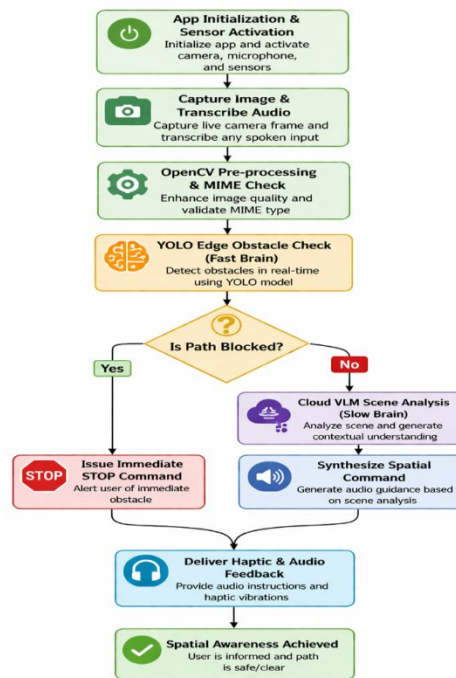 App Initialization &
Sensor Activation
Initialize app and activate
camera, microphone,
and sensors
Capture Image &
Transcribe Audio
Capture live camera frame and
transcribe any spoken input
OpenCV Pre-processing
& MIME Check
Enhance image quality and
validate MIME type
YOLO Edge Obstacle Check
(Fast Brain)
Detect obstacles in real-time
using YOLO model
?
Is Path Blocked?
Yes
No
Cloud VLM Scene Analysis
(Slow Brain)
Analyze scene and generate
contextual understanding
STOP
Issue Immediate
STOP Command
Alert user of immediate
obstacle
Synthesize Spatial
Command
Generate audio guidance based
on scene analysis
Deliver Haptic & Audio
Feedback
Provide audio instructions and
haptic vibrations
Spatial Awareness Achieved
User is informed and path
is safe/clear